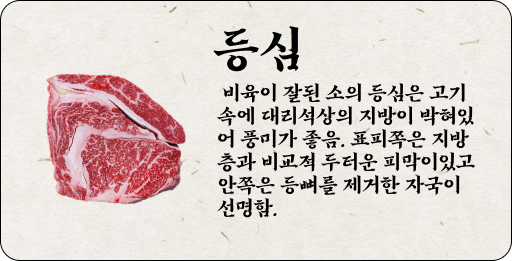 등심
비육이 잘된 소의 등심은 고기
속에 대리석상의 지방이 박혀있
어 풍미가 좋음. 표피쪽은 지방
층과 비교적 두터운 피막이있고
안쪽은 등뼈를 제거한 자국이
선명함.